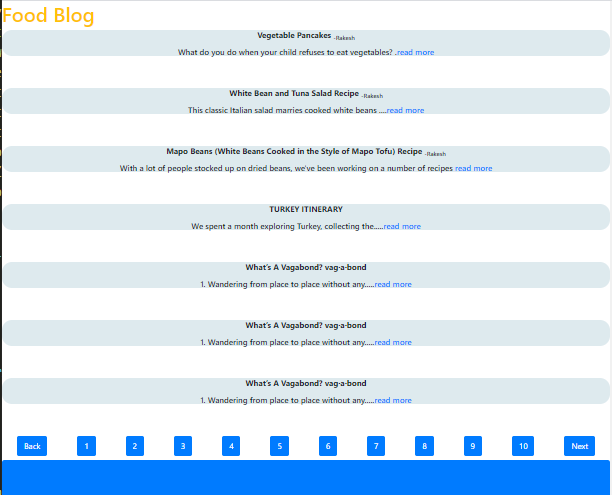 Food Blog
Vegetable Pancakes -Rakesh
What do you do when your child refuses to eat vegetables? ..read more
White Bean and Tuna Salad Recipe -Rakesh
This classic Italian salad marries cooked white beans ....read more
Mapo Beans (White Beans Cooked in the Style of Mapo Tofu) Recipe -Rakesh
With a lot of people stocked up on dried beans, we've been working on a number of recipes read more
TURKEY ITINERARY
We spent a month exploring Turkey, collecting the.....read more
What's A Vagabond? vag-a-bond
1. Wandering from place to place without any.....read more
What's A Vagabond? vag-a-bond
1. Wandering from place to place without any.....read more
What's A Vagabond? vag-a-bond
1. Wandering from place to place without any.....read more
Back 1 2 3 4 5 6 7 8 9 10 Next